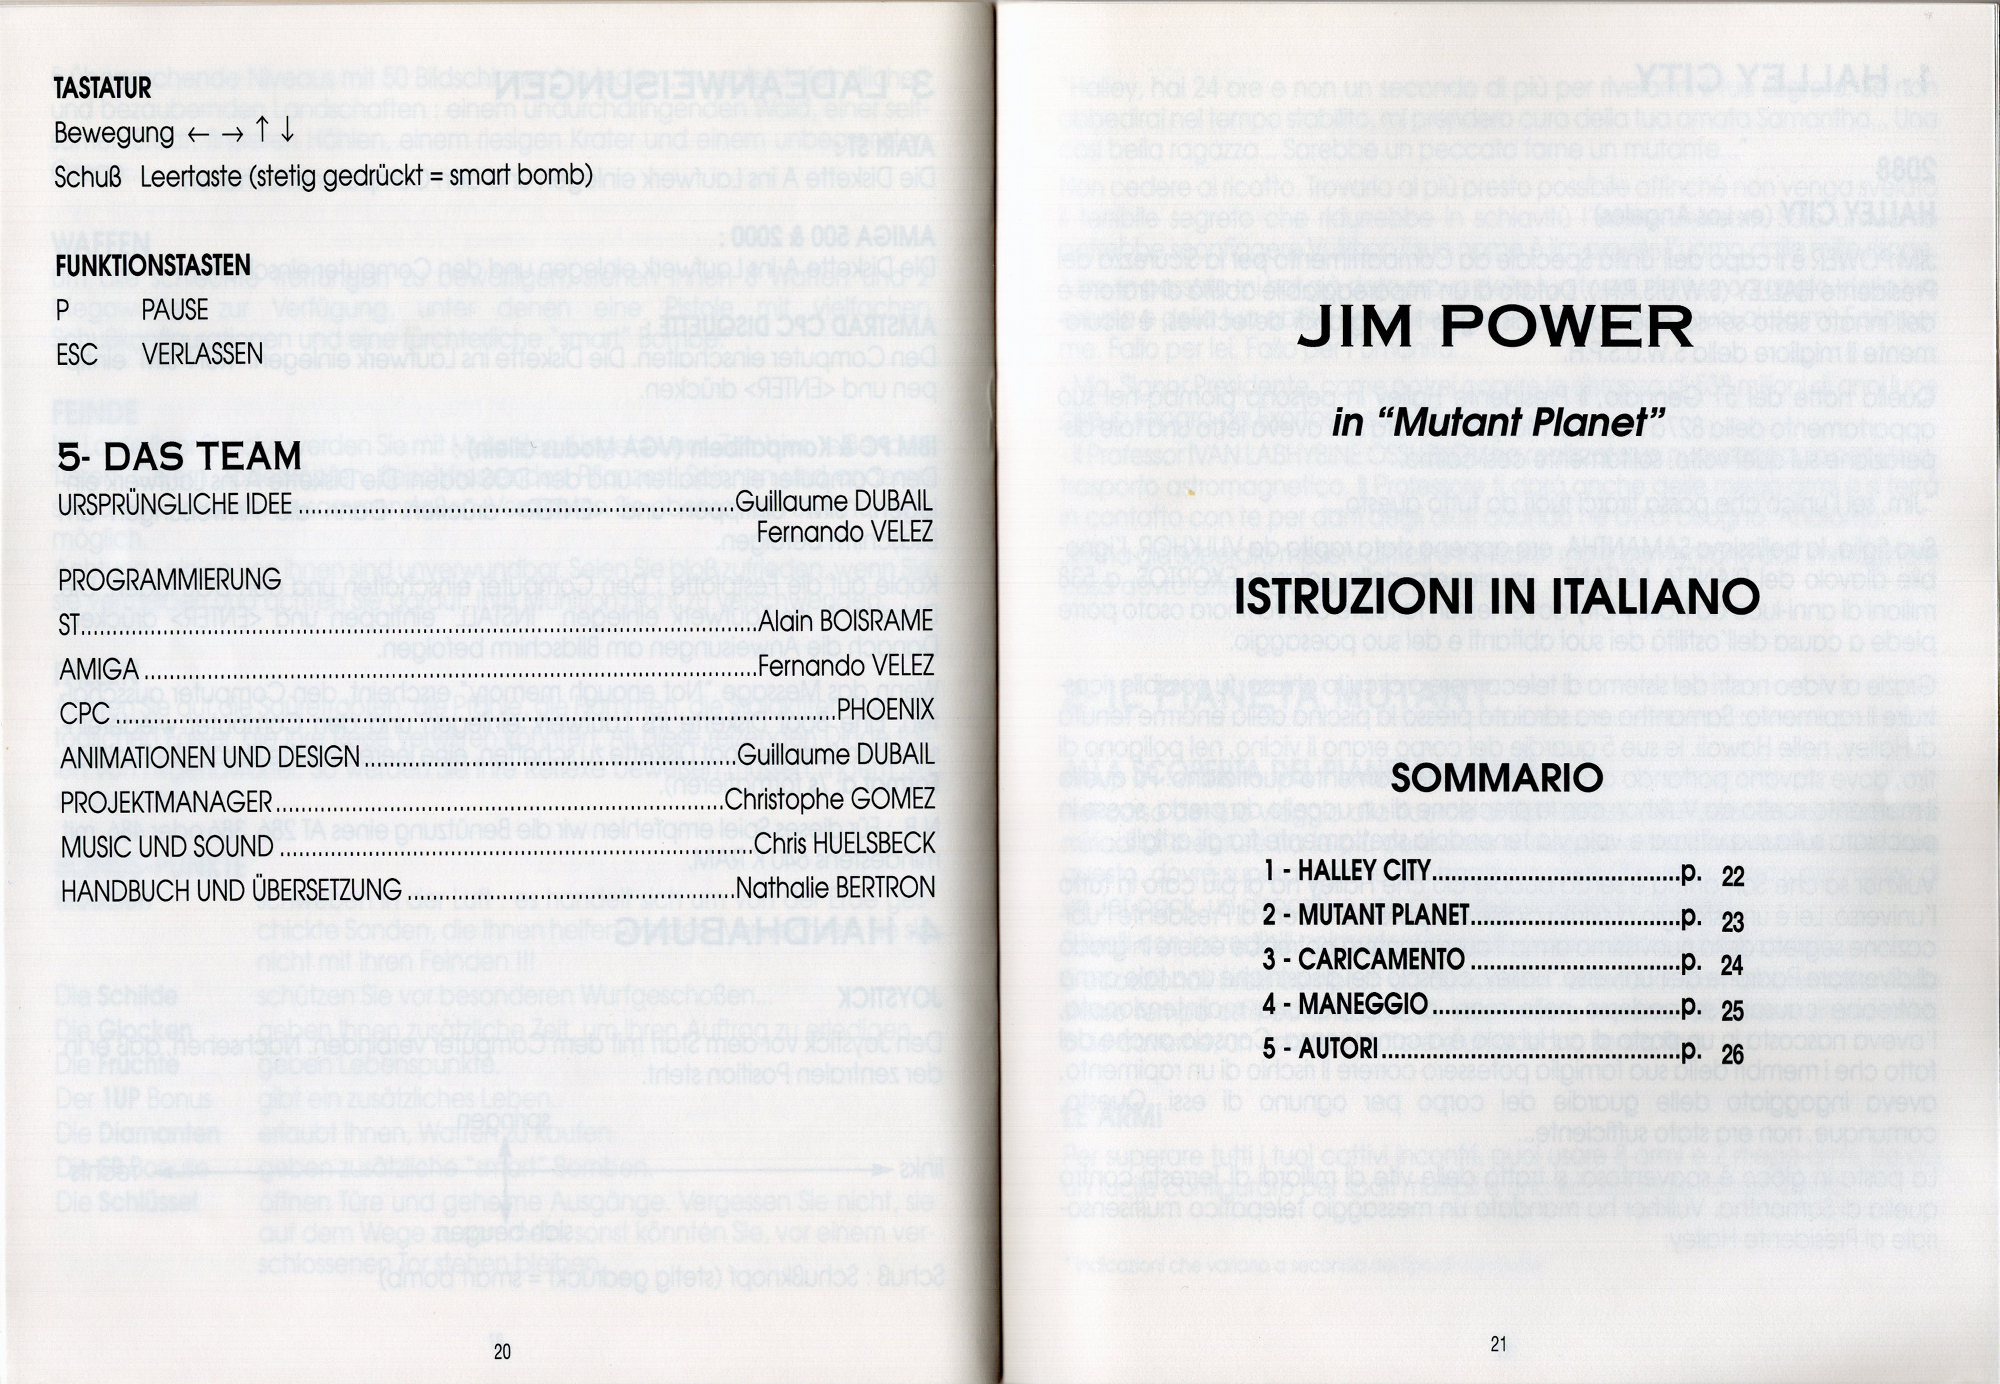 TASTATUR
Bewegung ← → ↑ ↓
Schuß Leertaste (stetig gedrückt = smart bomb)
FUNKTIONSTASTEN
P PAUSE
ESC VERLASSEN
5- DAS TEAM
URSPRÜNGLICHE IDEE..........Guillaume DUBAIL
Fernando VELEZ
PROGRAMMIERUNG
ST..........Alain BOISRAME
AMIGA..........Fernando VELEZ
CPC..........PHOENIX
ANIMATIONEN UND DESIGN..........Guillaume DUBAIL
PROJEKTMANAGER..........Christophe GOMEZ
MUSIC UND SOUND..........Chris HUELSBECK
HANDBUCH UND ÜBERSETZUNG..........Nathalie BERTRON
20
JIM POWER
in “Mutant Planet”
ISTRUZIONI IN ITALIANO
SOMMARIO
1 - HALLEY CITY..........p. 22
2 - MUTANT PLANET..........p. 23
3 - CARICAMENTO..........p. 24
4 - MANEGGIO..........p. 25
5 - AUTORI..........p. 26
21